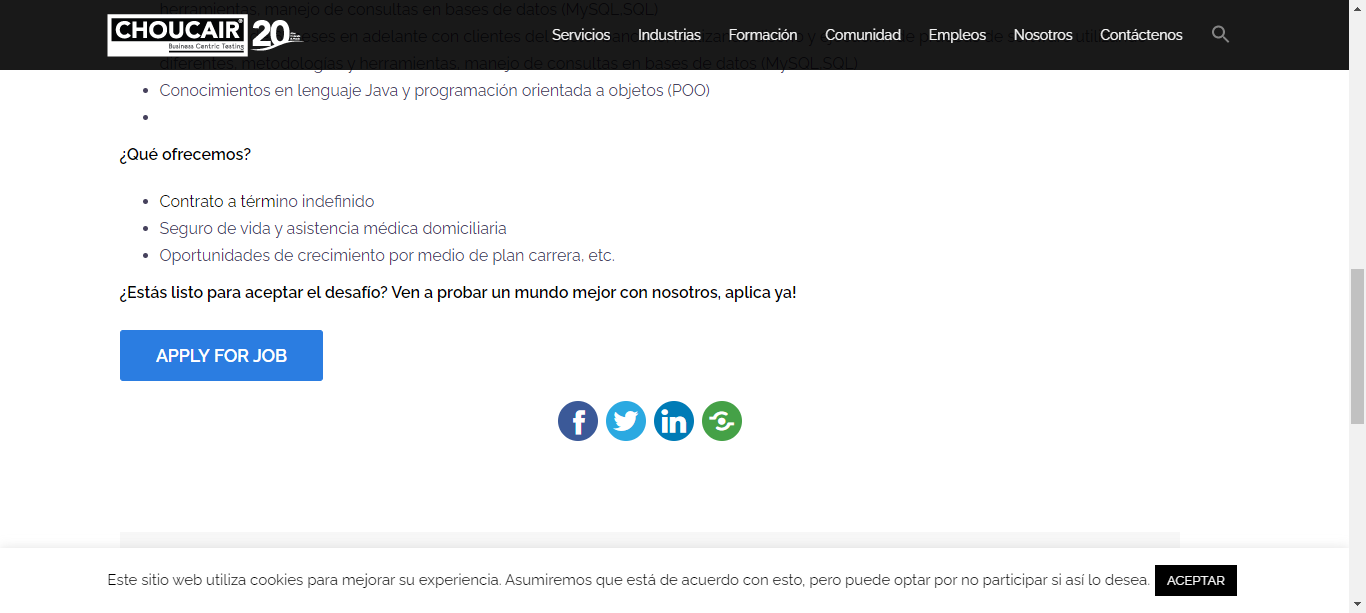 herramientas, manejo de consultas en bases de datos (MySQL,SQL)
CHOUCAIR
Business Centric Testing
20
Servicios Industrias Formación Comunidad Empleos Nosotros Contáctenos
eses en adelante con clientes del
diferentes, metodologías y herramientas, manejo de consultas en bases de datos (MySQL,SQL)
Conocimientos en lenguaje Java y programación orientada a objetos (POO)
¿Qué ofrecemos?
Contrato a término indefinido
Seguro de vida y asistencia médica domiciliaria
Oportunidades de crecimiento por medio de plan carrera, etc.
¿Estás listo para aceptar el desafío? Ven a probar un mundo mejor con nosotros, aplica ya!
APPLY FOR JOB
Este sitio web utiliza cookies para mejorar su experiencia. Asumiremos que está de acuerdo con esto, pero puede optar por no participar si así lo desea. ACEPTAR